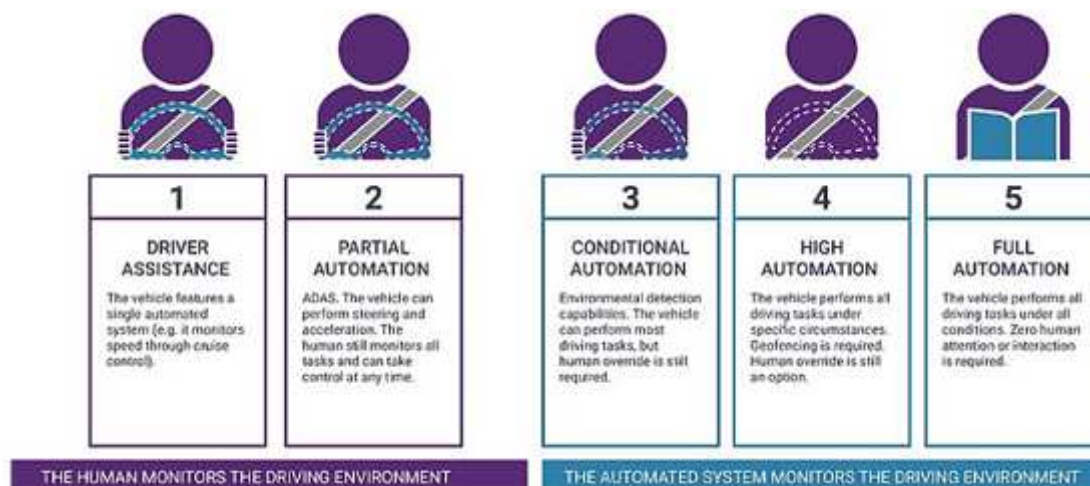 1
DRIVER
ASSISTANCE
The vehicle features a
single automated
system (e.g. it monitors
speed through cruise
control).
2
PARTIAL
AUTOMATION
ADAS. The vehicle can
perform steering and
acceleration. The
human still monitors all
tasks and can take
control at any time.
3
CONDITIONAL
AUTOMATION
Environmental detection
capabilities. The vehicle
can perform most
driving tasks, but
human override is still
required.
4
HIGH
AUTOMATION
The vehicle performs all
driving tasks under
specific circumstances.
Geofencing is required.
Human override is still
an option.
5
FULL
AUTOMATION
The vehicle performs all
driving tasks under all
conditions. Zero human
attention or interaction
is required.
THE HUMAN MONITORS THE DRIVING ENVIRONMENT
THE AUTOMATED SYSTEM MONITORS THE DRIVING ENVIRONMENT